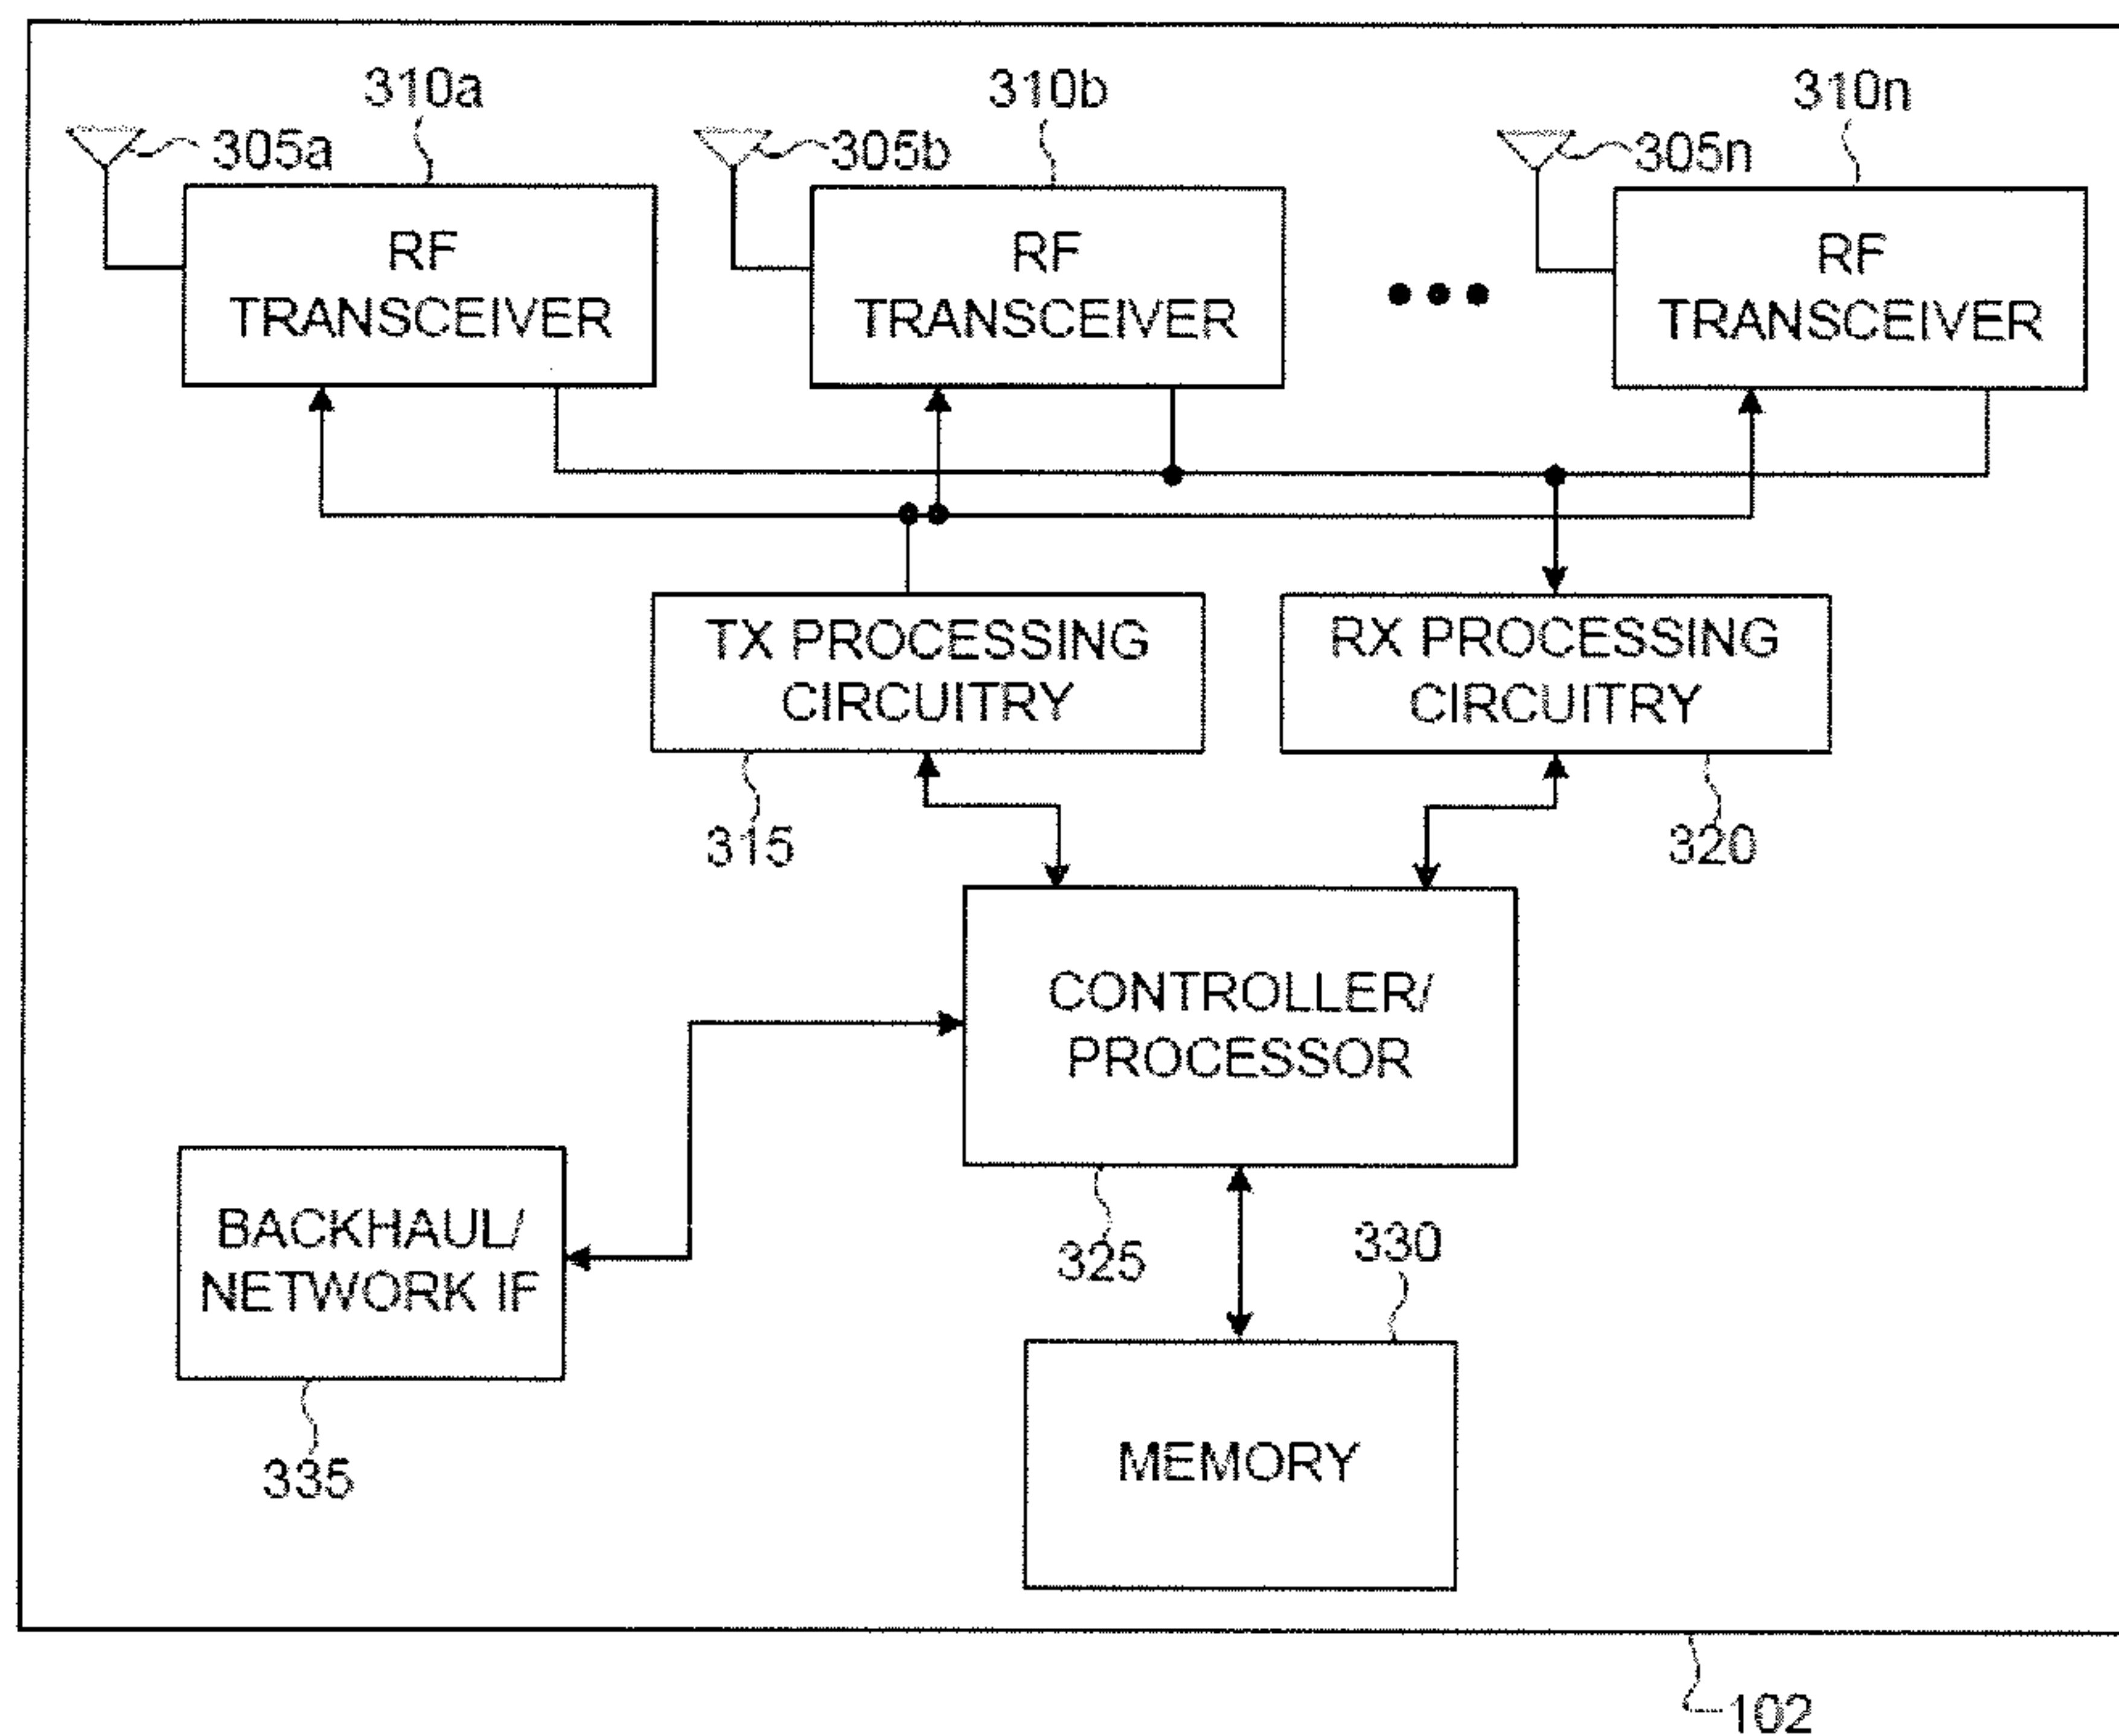 310a
310b
310n
305a
305b
305n
RF
TRANSCEIVER
RF
TRANSCEIVER
RF
TRANSCEIVER
TX PROCESSING
CIRCUITRY
RX PROCESSING
CIRCUITRY
315
320
CONTROLLER/
PROCESSOR
BACKHAUL/
NETWORK IF
325
330
335
MEMORY
102